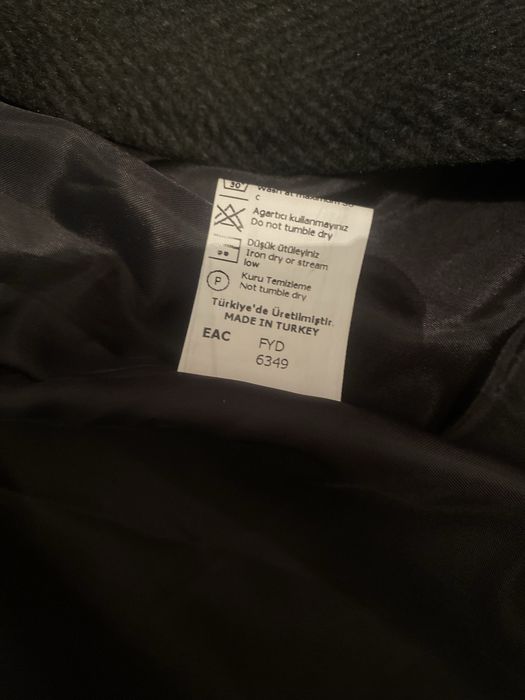 30°
Wash at maximum 30
c
Agartıcı kullanmayınız
Do not tumble dry
Düşük ütüleyiniz
Iron dry or stream
low
P
Kuru Temizleme
Not tumble dry
Türkiye'de Üretilmiştir.
MADE IN TURKEY
EAC
FYD
6349